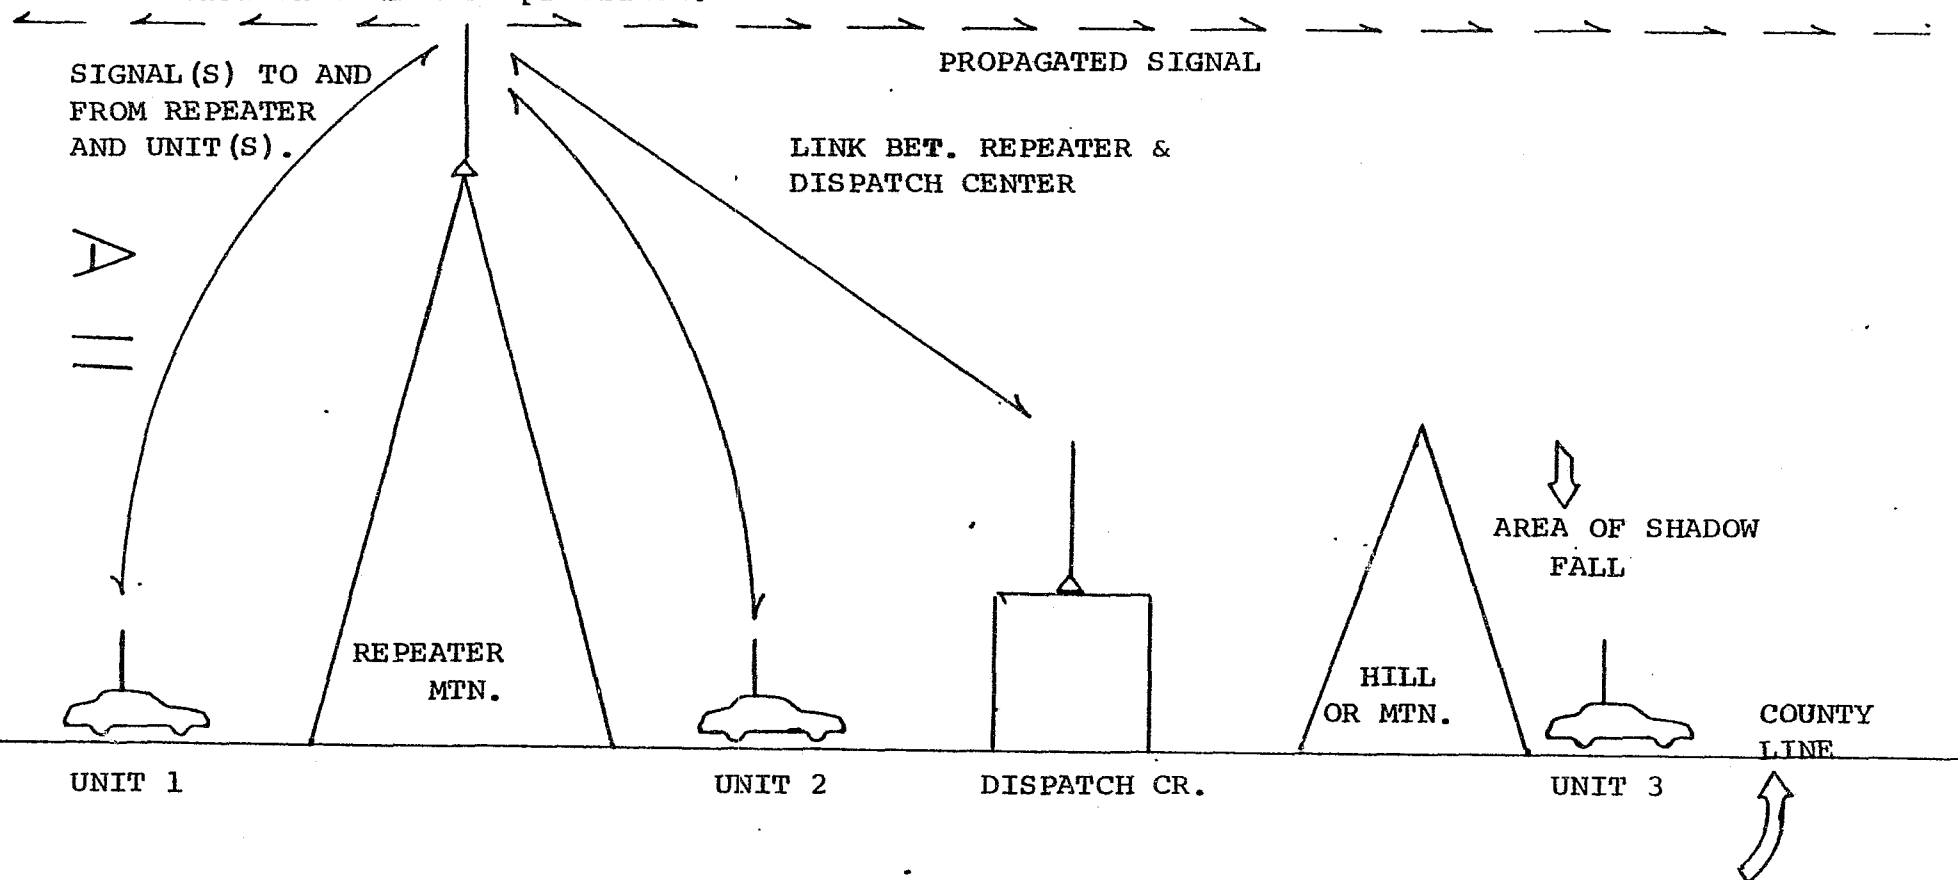 SIGNAL(S) TO AND
FROM REPEATER
AND UNIT(S).
PROPAGATED SIGNAL
LINK BET. REPEATER &
DISPATCH CENTER
AREA OF SHADOW
FALL
REPEATER
MTN.
HILL
OR MTN.
COUNTY
LINE
UNIT 1
UNIT 2
DISPATCH CR.
UNIT 3